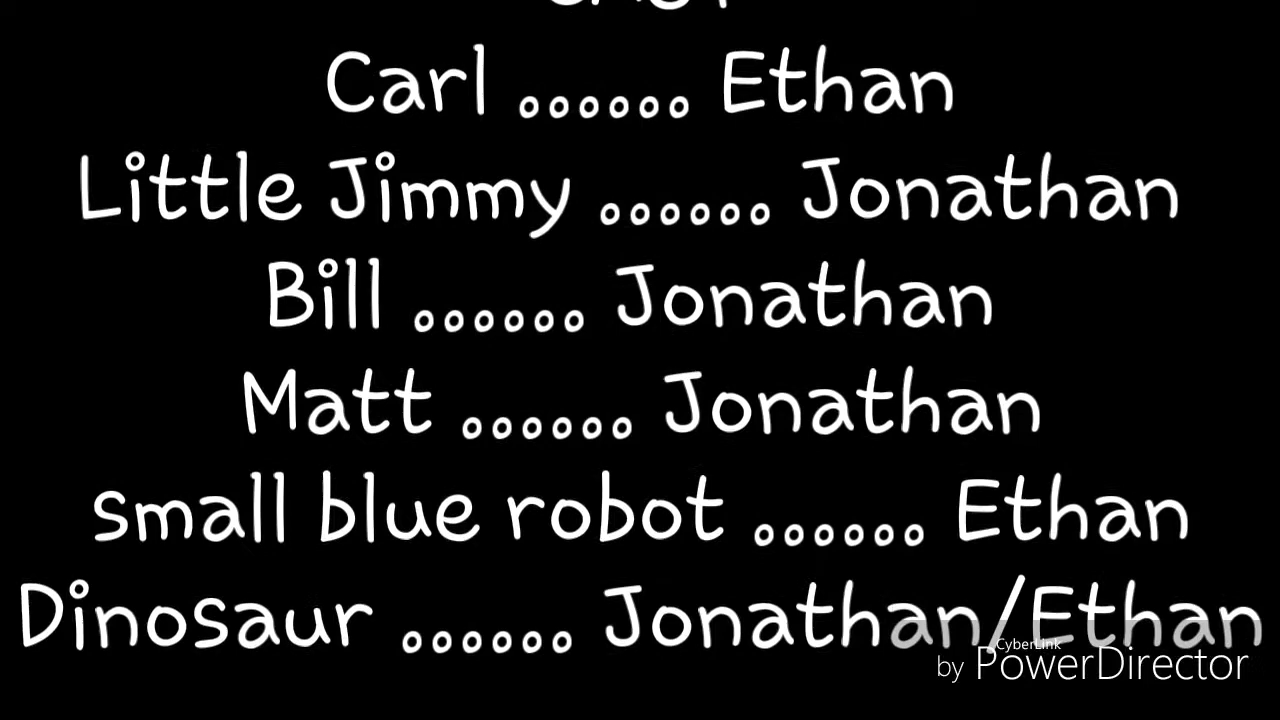 CAST
Carl ...... Ethan
Little Jimmy ...... Jonathan
Bill ...... Jonathan
Matt ...... Jonathan
small blue robot ...... Ethan
Dinosaur ...... Jonathan/Ethan
CyberLink
by PowerDirector